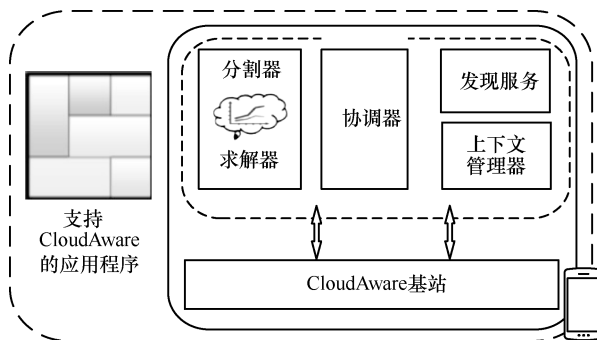 分割器
求解器
协调器
发现服务
上下文
管理器
支持
CloudAware
的应用程序
CloudAware基站